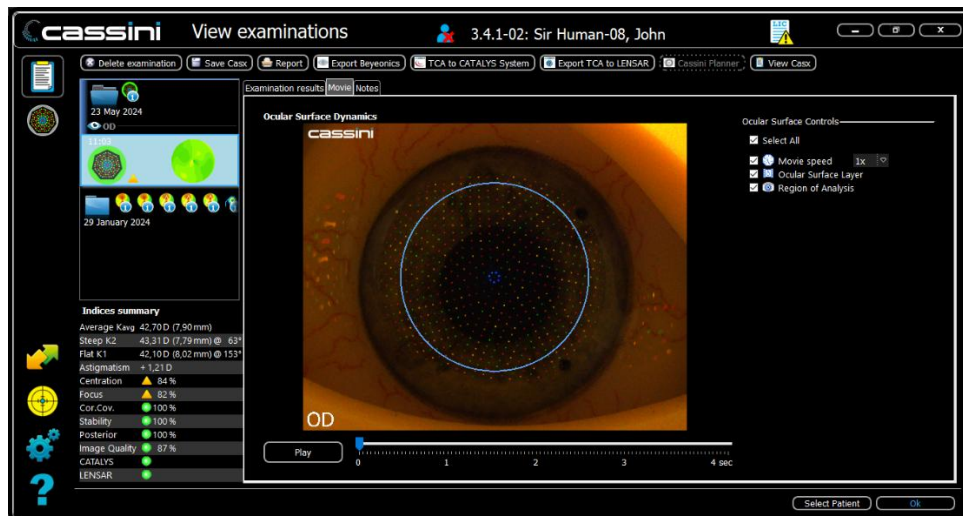 cassini View examinations 3.4.1-02: Sir Human-08, John LIC
Delete examination Save Casx Report Export Beyeonics TCA to CATALYS System Export TCA to LENSAR Cassini Planner View Casx
23 May 2024
OD
11:09
29 January 2024
Indices summary
Average Kavg 42,70 D (7,90 mm)
Steep K2 43,31 D (7,79 mm) @ 63°
Flat K1 42,10 D (8,02 mm) @ 153°
Astigmatism + 1,21 D
Centration 84 %
Focus 82 %
Cor.Cov. 100 %
Stability 100 %
Posterior 100 %
Image Quality 87 %
CATALYS
LENSAR
Examination results Movie Notes
Ocular Surface Dynamics
cassini
OD
Play
0 1 2 3 4 sec
Ocular Surface Controls
Select All
Movie speed 1x
Ocular Surface Layer
Region of Analysis
Select Patient Ok